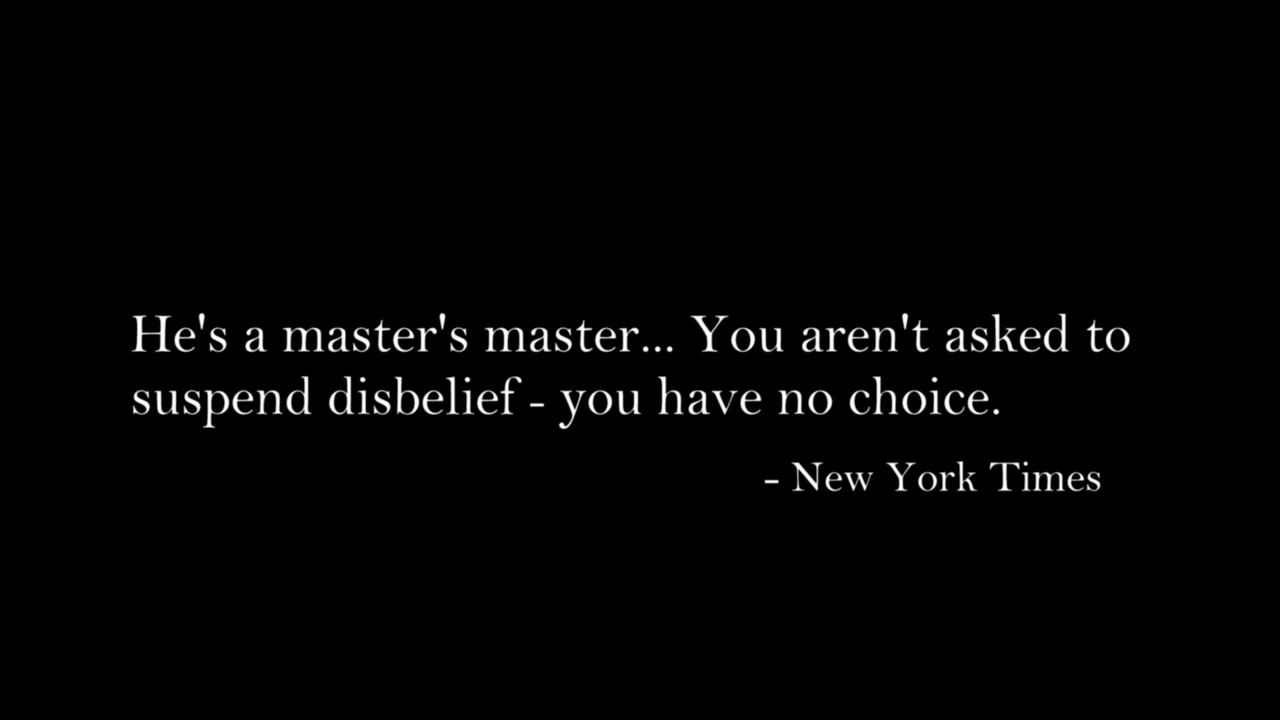 He's a master's master... You aren't asked to
suspend disbelief - you have no choice.
- New York Times